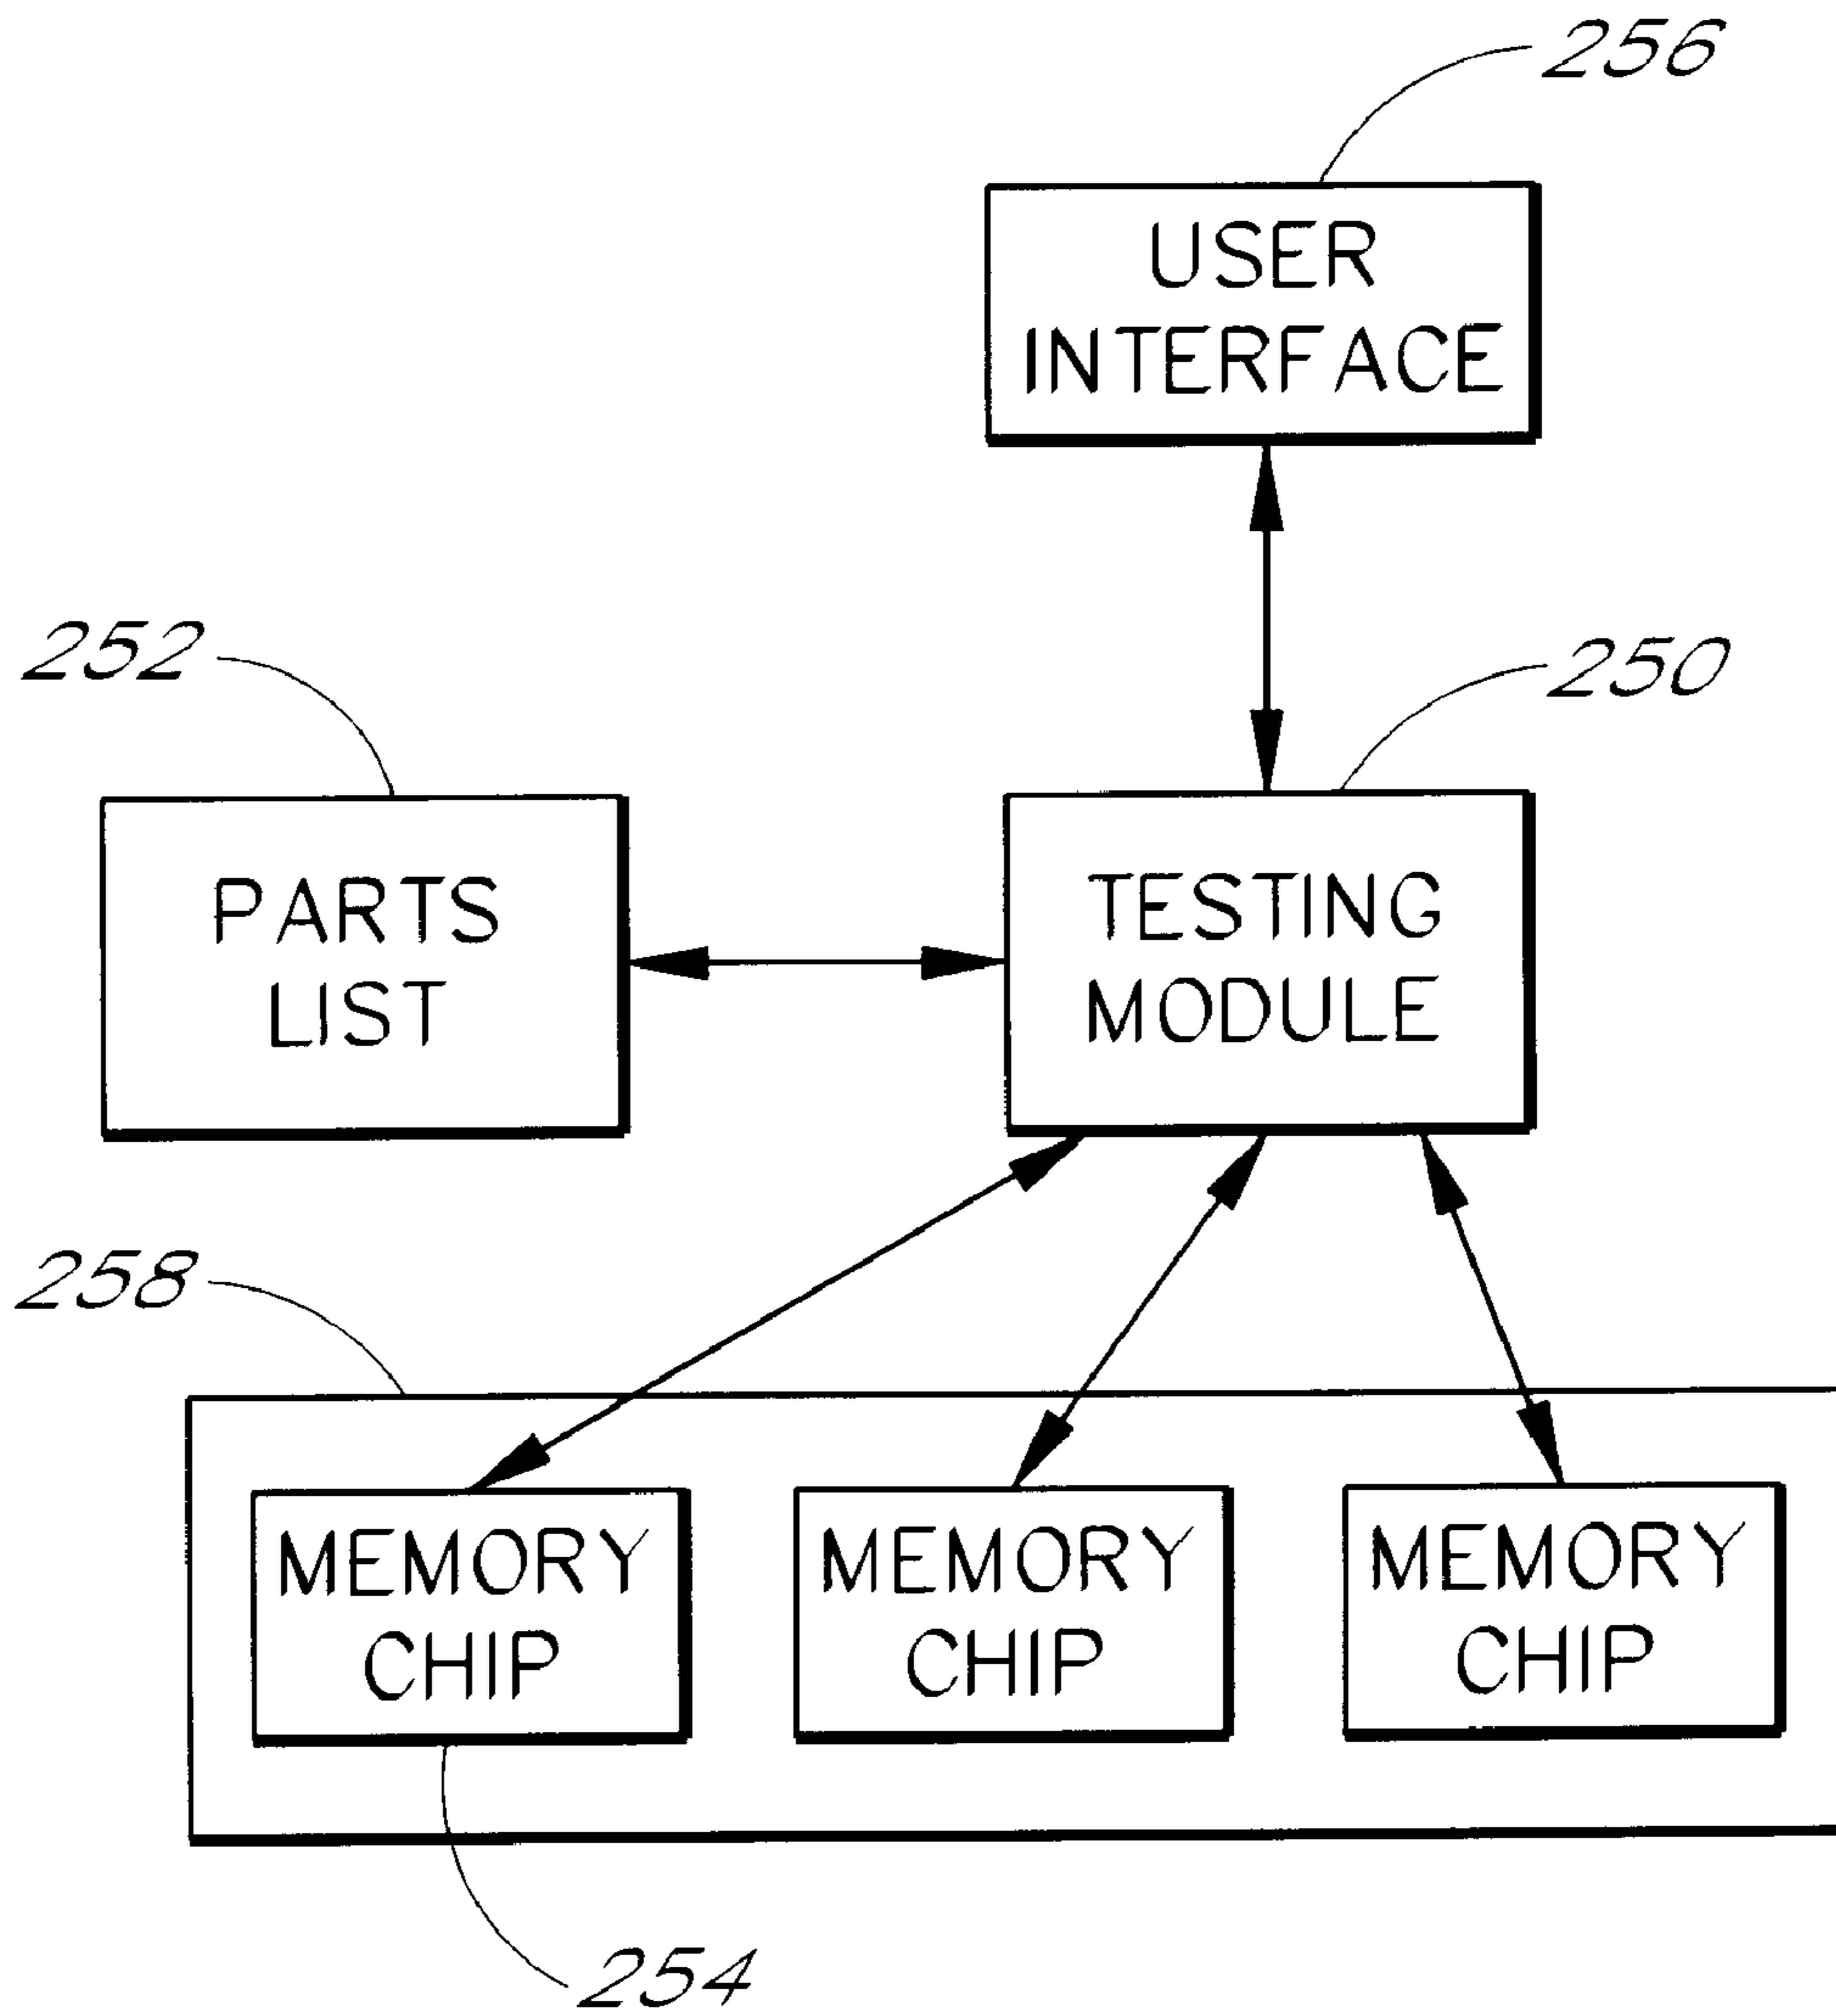 256
USER
INTERFACE
252
250
PARTS
LIST
TESTING
MODULE
258
MEMORY
CHIP
MEMORY
CHIP
MEMORY
CHIP
254